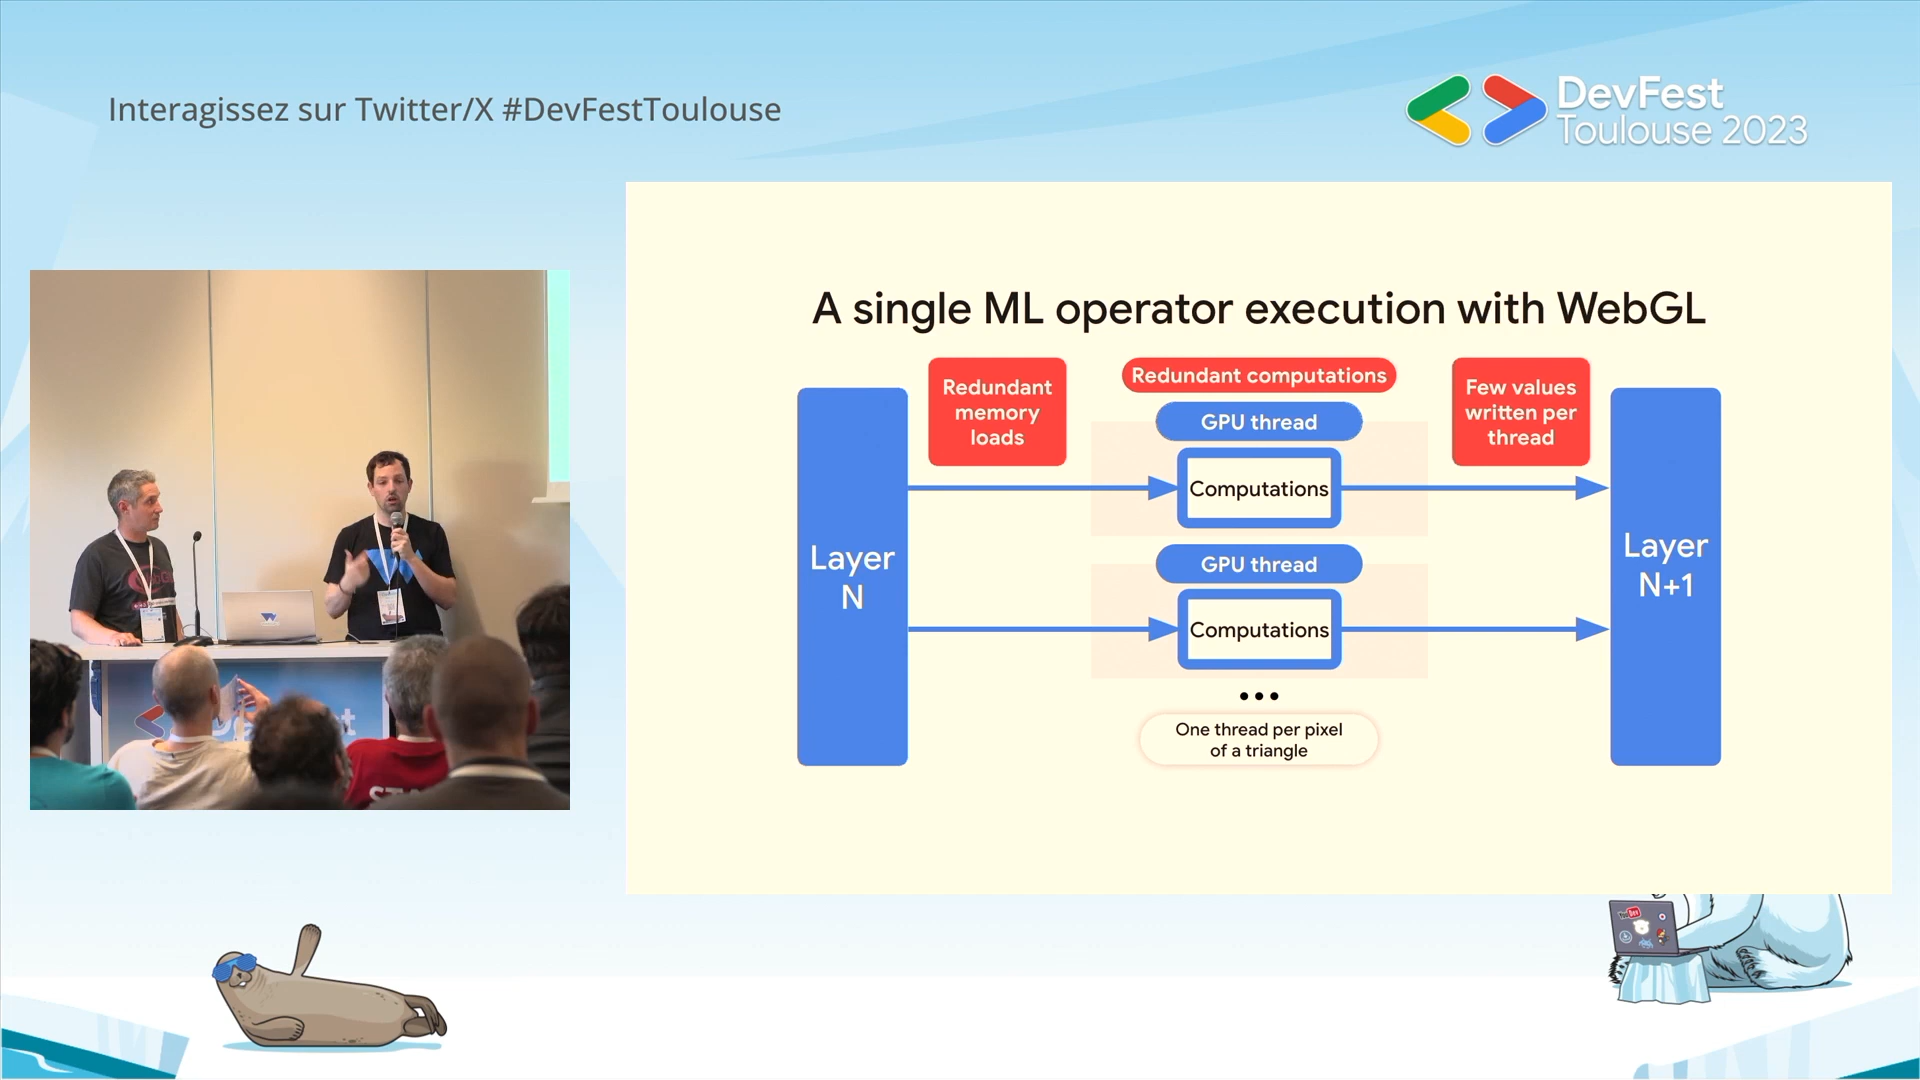 Interagissez sur Twitter/X #DevFestToulouse
DevFest
Toulouse 2023
A single ML operator execution with WebGL
Redundant
memory
loads
Redundant computations
Few values
written per
thread
GPU thread
Computations
GPU thread
Computations
Layer
N
Layer
N+1
•••
One thread per pixel
of a triangle